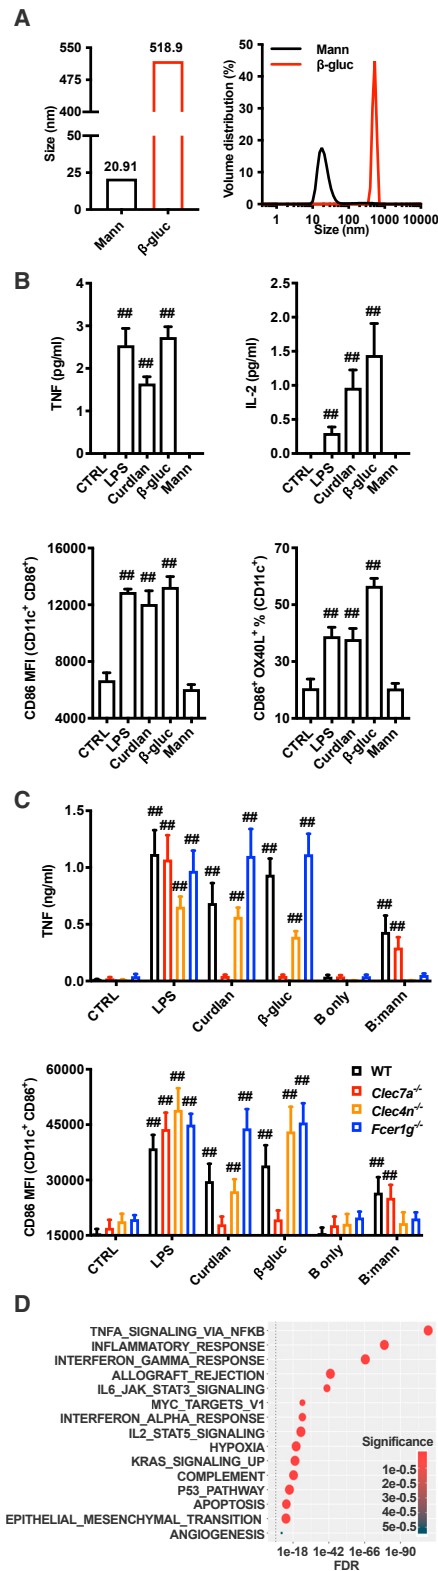 A
550
475
400
50
25
0
Size (nm)
518.9
20.91
Mann
β-gluc
Mann
β-gluc
50
40
30
20
10
0
Volume distribution (%)
1 10 100 1000 10000
Size (nm)
B
4
3
2
1
0
TNF (pg/ml)
## ## ##
CTRL
LPS
Curdlan
β-gluc
Mann
2.5
2.0
1.5
1.0
0.5
0.0
IL-2 (pg/ml)
## ## ##
CTRL
LPS
Curdlan
β-gluc
Mann
16000
12000
8000
4000
CD86 MFI (CD11c+ CD86+)
## ## ##
CTRL
LPS
Curdlan
β-gluc
Mann
70
50
30
10
CD86+ OX40L+ % (CD11c+)
## ## ##
CTRL
LPS
Curdlan
β-gluc
Mann
C
1.5
1.0
0.5
0.0
TNF (ng/ml)
## ## ## ## ## ## ## ## ## ## ## ##
CTRL
LPS
Curdlan
β-gluc
B only
B:mann
60000
45000
30000
15000
CD86 MFI (CD11c+ CD86+)
WT
Clec7a-/-
Clec4n-/-
Fcer1g-/-
## ## ## ## ## ## ## ## ## ## ## ##
CTRL
LPS
Curdlan
β-gluc
B only
B:mann
D
TNFA_SIGNALING_VIA_NFKB
INFLAMMATORY_RESPONSE
INTERFERON_GAMMA_RESPONSE
ALLOGRAFT_REJECTION
IL6_JAK_STAT3_SIGNALING
MYC_TARGETS_V1
INTERFERON_ALPHA_RESPONSE
IL2_STAT5_SIGNALING
HYPOXIA
KRAS_SIGNALING_UP
COMPLEMENT
P53_PATHWAY
APOPTOSIS
EPITHELIAL_MESENCHYMAL_TRANSITION
ANGIOGENESIS
Significance
1e-0.5
2e-0.5
3e-0.5
4e-0.5
5e-0.5
1e-18 1e-42 1e-66 1e-90
FDR